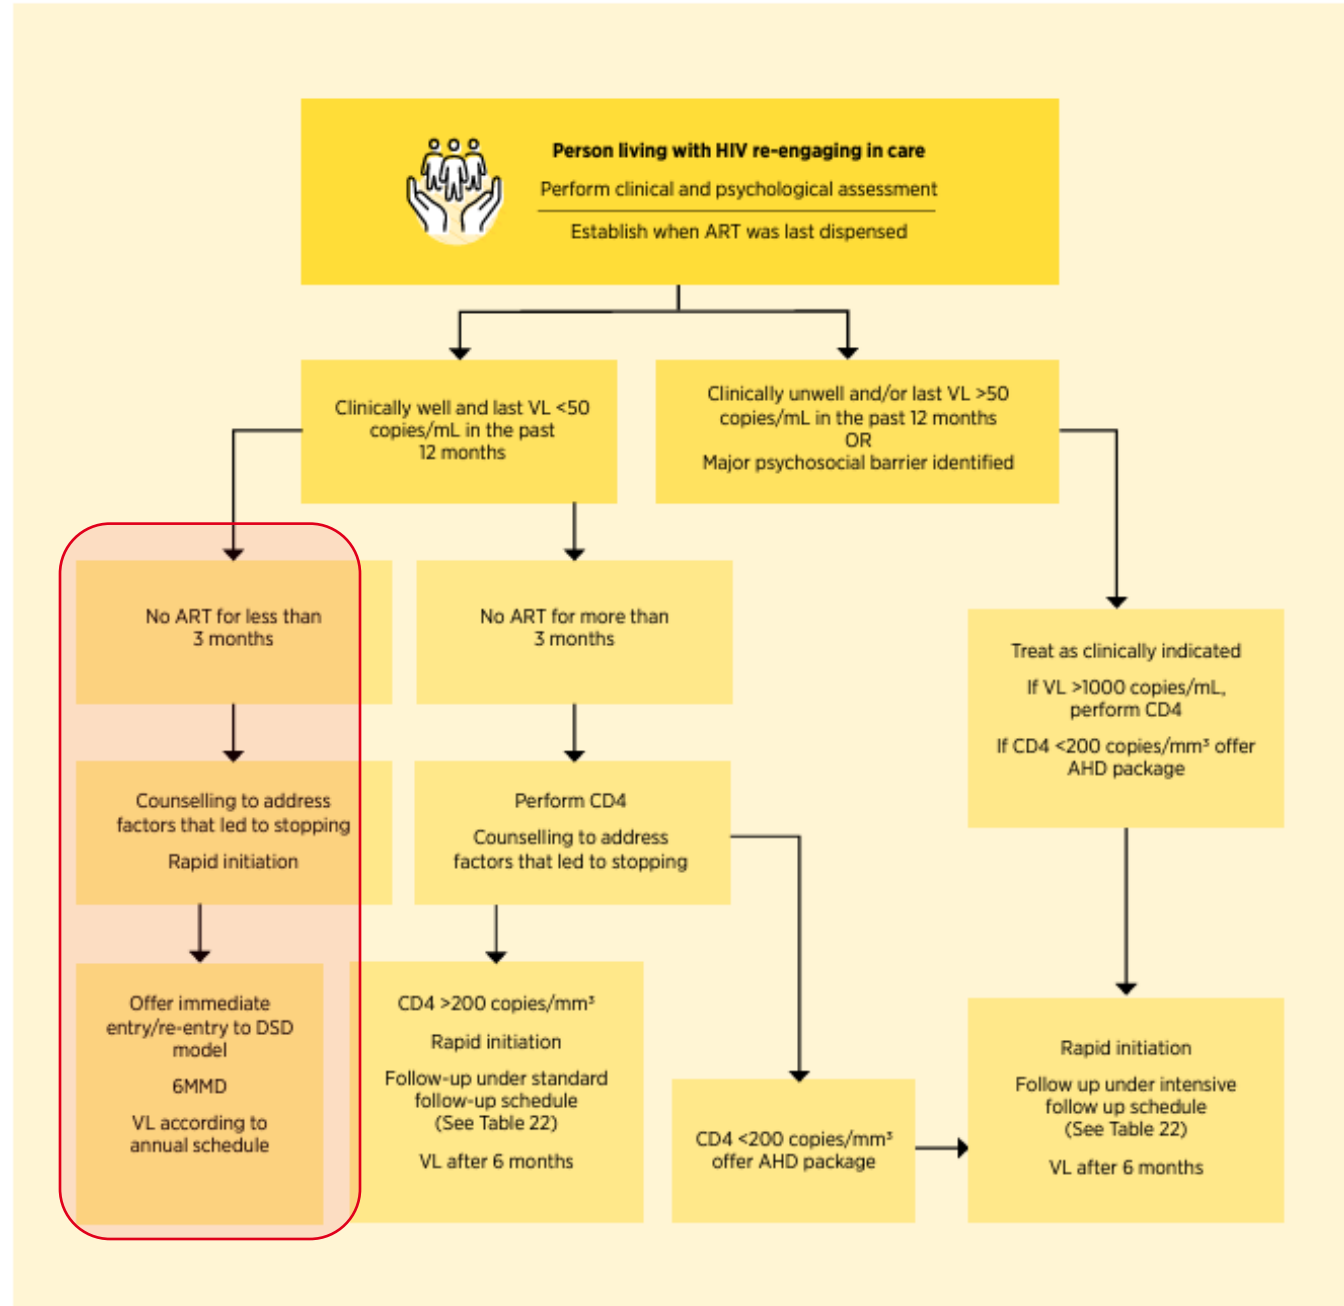 Person living with HIV re-engaging in care
Perform clinical and psychological assessment
Establish when ART was last dispensed
Clinically well and last VL <50
copies/mL in the past
12 months
Clinically unwell and/or last VL >50
copies/mL in the past 12 months
OR
Major psychosocial barrier identified
No ART for less than
3 months
No ART for more than
3 months
Treat as clinically indicated
If VL >1000 copies/mL,
perform CD4
If CD4 <200 copies/mm³ offer
AHD package
Counselling to address
factors that led to stopping
Rapid initiation
Perform CD4
Counselling to address
factors that led to stopping
Offer immediate
entry/re-entry to DSD
model
6MMD
VL according to
annual schedule
CD4 >200 copies/mm³
Rapid initiation
Follow-up under standard
follow-up schedule
(See Table 22)
VL after 6 months
CD4 <200 copies/mm³
offer AHD package
Rapid initiation
Follow up under intensive
follow up schedule
(See Table 22)
VL after 6 months